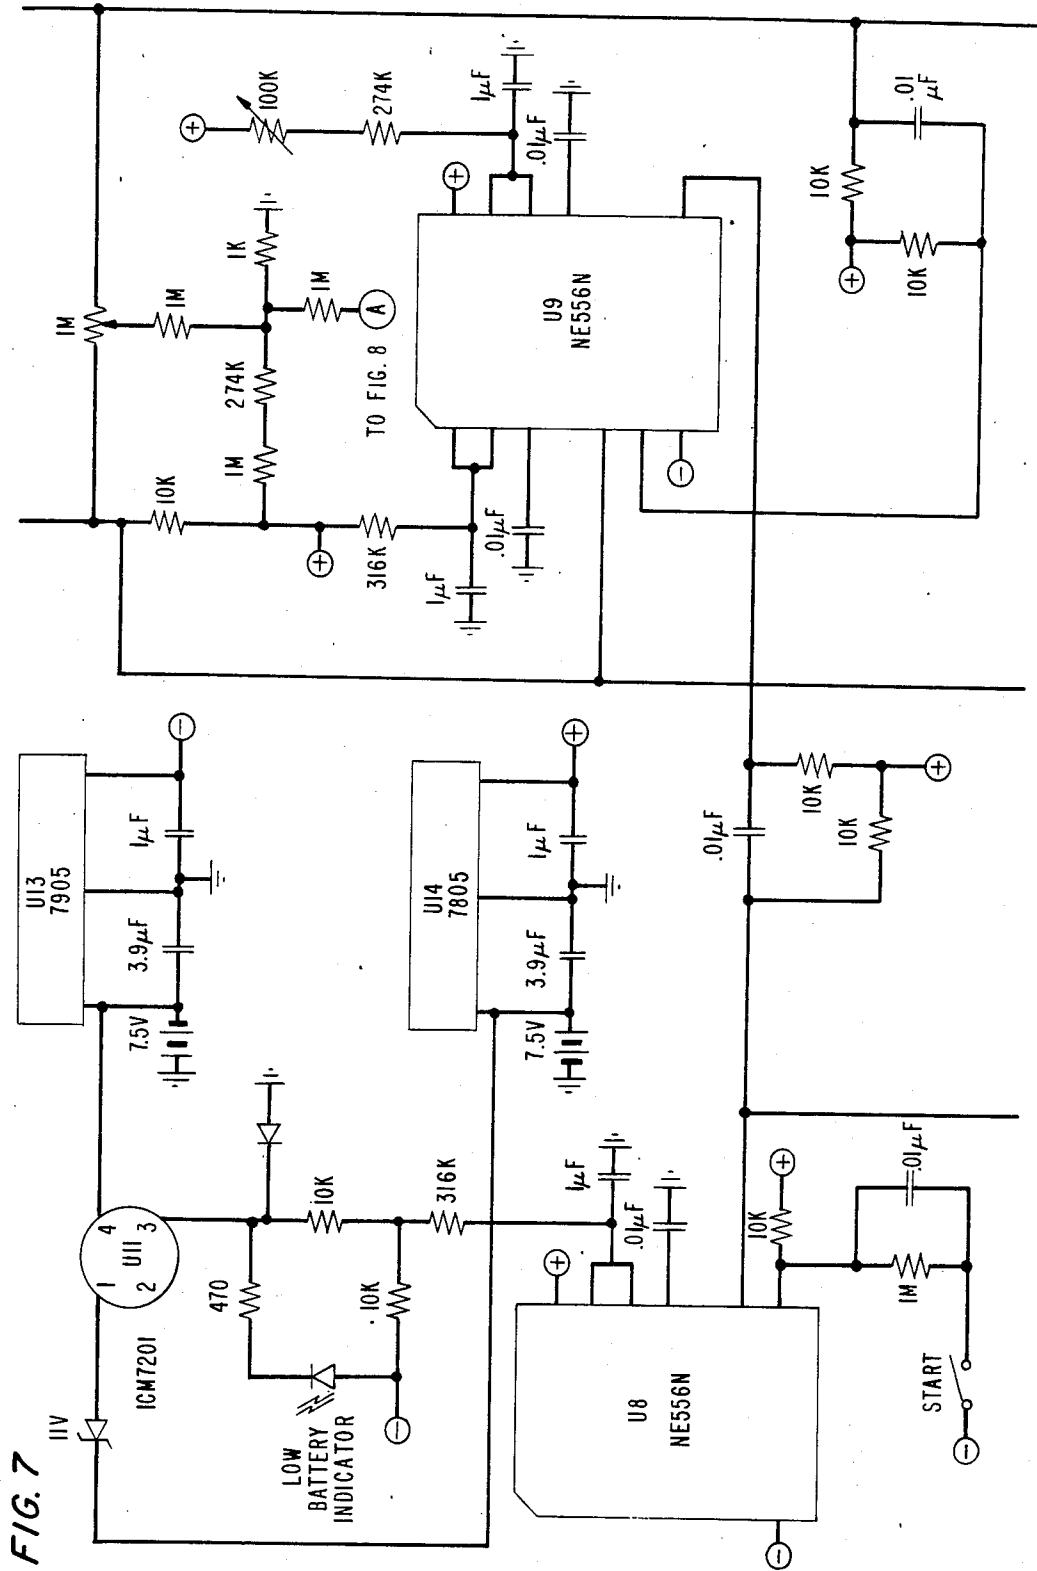 FIG. 7
11V
ICM7201
1
4
U11
2
3
U13
7905
7.5V
3.9μF
1μF
−
470
10K
10K
316K
LOW
BATTERY
INDICATOR
−
U14
7805
7.5V
3.9μF
1μF
+
U8
NE556N
+
1μF
.01μF
−
10K
+
1M
.01μF
START
−
.01μF
10K
10K
+
10K
1M
1M
274K
1M
1K
1M
A
TO FIG. 8
+
316K
1μF
.01μF
+
100K
274K
1μF
.01μF
+
U9
NE556N
−
10K
+
10K
.01
μF